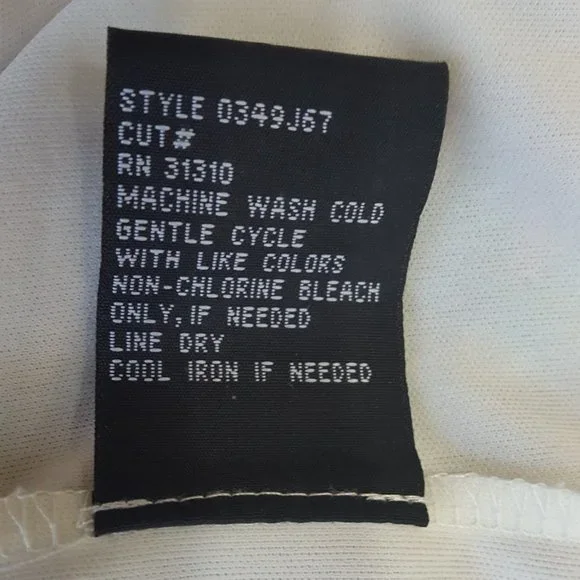 STYLE 0349J67
CUT#
RN 31310
MACHINE WASH COLD
GENTLE CYCLE
WITH LIKE COLORS
NON-CHLORINE BLEACH
ONLY, IF NEEDED
LINE DRY
COOL IRON IF NEEDED